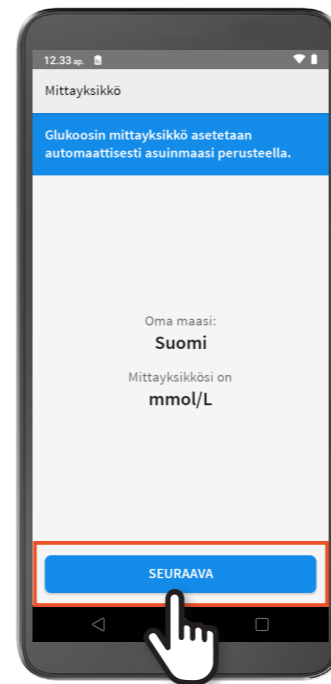 12.33 ap.
Mittayksikkö
Glukoosin mittayksikkö asetetaan
automaattisesti asuinmaasi perusteella.
Oma maasi:
Suomi
Mittayksikkösi on
mmol/L
SEURAAVA